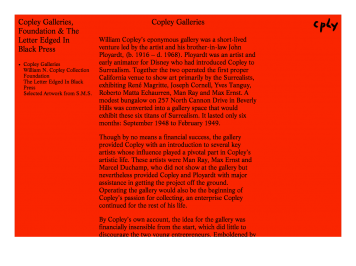 Copley Galleries,
Foundation & The
Letter Edged In
Black Press
Copley Galleries
William N. Copley Collection
Foundation
The Letter Edged In Black
Press
Selected Artwork from S.M.S.
Copley Galleries
William Copley's eponymous gallery was a short-lived
venture led by the artist and his brother-in-law John
Ployardt, (b. 1916 – d. 1968). Ployardt was an artist and
early animator for Disney who had introduced Copley to
Surrealism. Together the two operated the first proper
California venue to show art primarily by the Surrealists,
exhibiting René Magritte, Joseph Cornell, Yves Tanguy,
Roberto Matta Echaurren, Man Ray and Max Ernst. A
modest bungalow on 257 North Cannon Drive in Beverly
Hills was converted into a gallery space that would
exhibit these six titans of Surrealism. It lasted only six
months: September 1948 to February 1949.
Though by no means a financial success, the gallery
provided Copley with an introduction to several key
artists whose influence played a pivotal part in Copley's
artistic life. These artists were Man Ray, Max Ernst and
Marcel Duchamp, who did not show at the gallery but
nevertheless provided Copley and Ployardt with major
assistance in getting the project off the ground.
Operating the gallery would also be the beginning of
Copley's passion for collecting, an enterprise Copley
continued for the rest of his life.
By Copley's own account, the idea for the gallery was
financially insensible from the start, which did little to
discourage the two young entrepreneurs. Emboldened by
cply